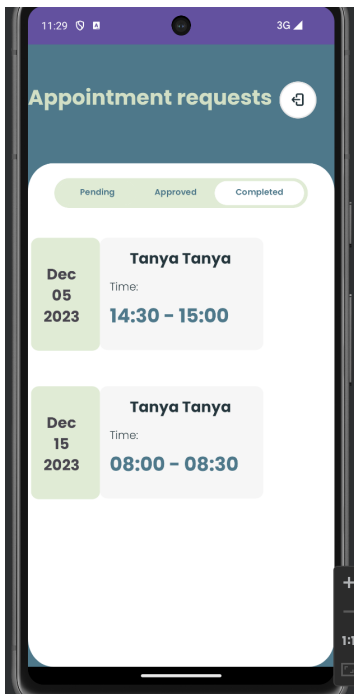 11:29 3G
Appointment requests
Pending Approved Completed
Dec
05
2023
Tanya Tanya
Time:
14:30 - 15:00
Dec
15
2023
Tanya Tanya
Time:
08:00 - 08:30